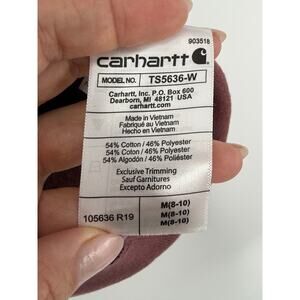 903518
carhartt
MODEL NO. TS5636-W
Carhartt, Inc. P.O. Box 600
Dearborn, MI 48121 USA
Made in Vietnam
Fabriqué au Vietnam
Hecho en Vietnam
54% Cotton / 46% Polyester
54% Coton / 46% Polyester
54% Algodón / 46% Poliéster
Exclusive Trimming
Sauf Garnitures
Excepto Adorno
105636 R19
M(8-10)
M(8-10)
M(8-10)